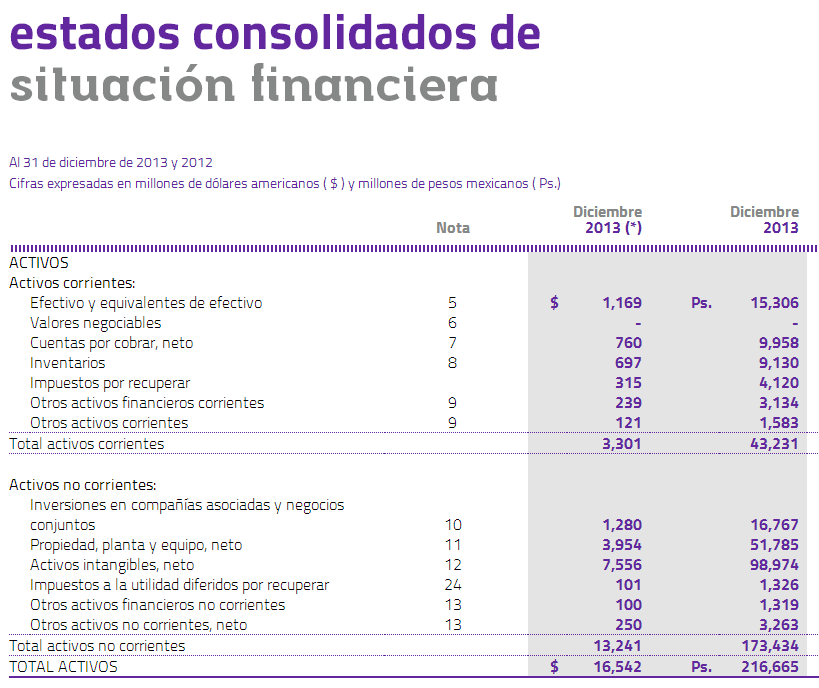 estados consolidados de
situación financiera
Al 31 de diciembre de 2013 y 2012
Cifras expresadas en millones de dólares americanos ( $ ) y millones de pesos mexicanos ( Ps.)
Diciembre Diciembre
Nota 2013 (*) 2013
ACTIVOS
Activos corrientes:
Efectivo y equivalentes de efectivo 5 $ 1,169 Ps. 15,306
Valores negociables 6 - -
Cuentas por cobrar, neto 7 760 9,958
Inventarios 8 697 9,130
Impuestos por recuperar 315 4,120
Otros activos financieros corrientes 9 239 3,134
Otros activos corrientes 9 121 1,583
Total activos corrientes 3,301 43,231
Activos no corrientes:
Inversiones en compañías asociadas y negocios
conjuntos 10 1,280 16,767
Propiedad, planta y equipo, neto 11 3,954 51,785
Activos intangibles, neto 12 7,556 98,974
Impuestos a la utilidad diferidos por recuperar 24 101 1,326
Otros activos financieros no corrientes 13 100 1,319
Otros activos no corrientes, neto 13 250 3,263
Total activos no corrientes 13,241 173,434
TOTAL ACTIVOS $ 16,542 Ps. 216,665